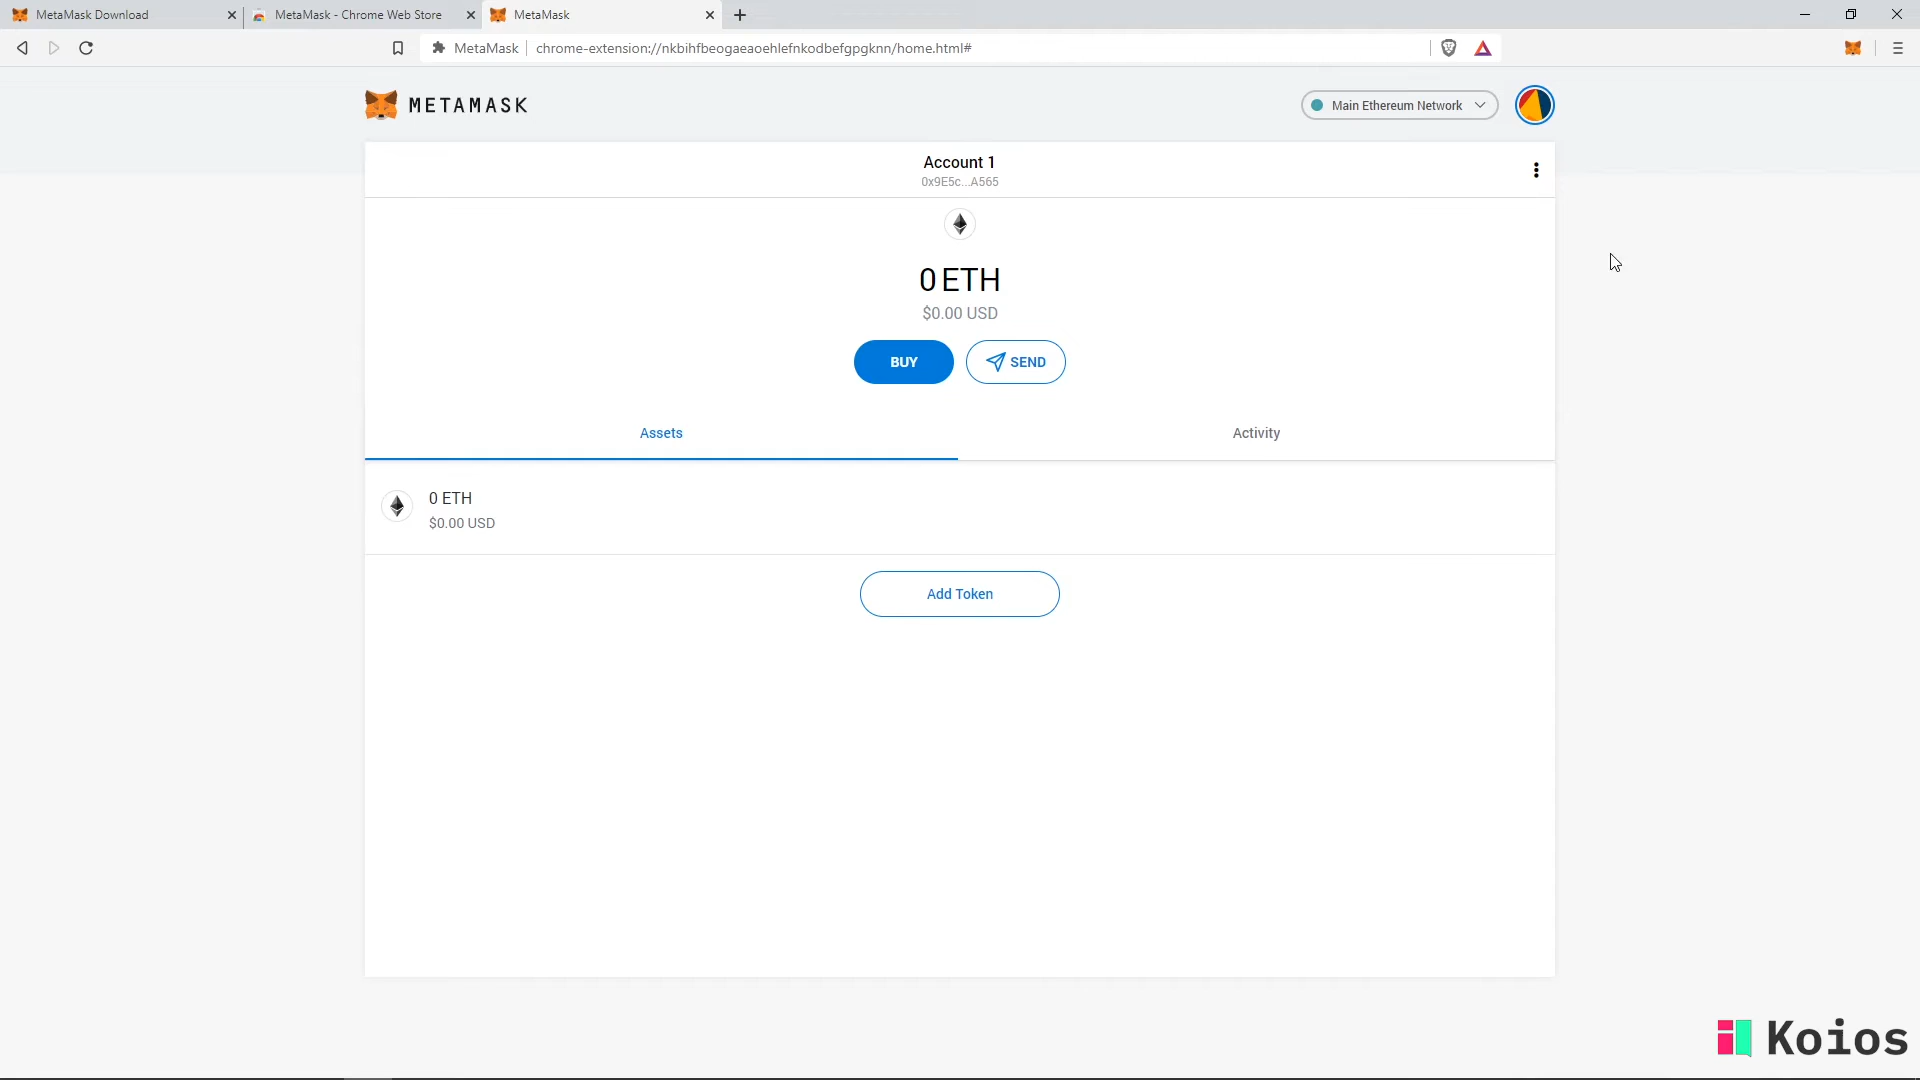 MetaMask Download
MetaMask - Chrome Web Store
MetaMask
MetaMask
chrome-extension://nkbihfbeogaeaoehlefnkodbefgpgknn/home.html#
METAMASK
Main Ethereum Network
Account 1
0x9E5c...A565
0 ETH
$0.00 USD
BUY
SEND
Assets
Activity
0 ETH
$0.00 USD
Add Token
Koios